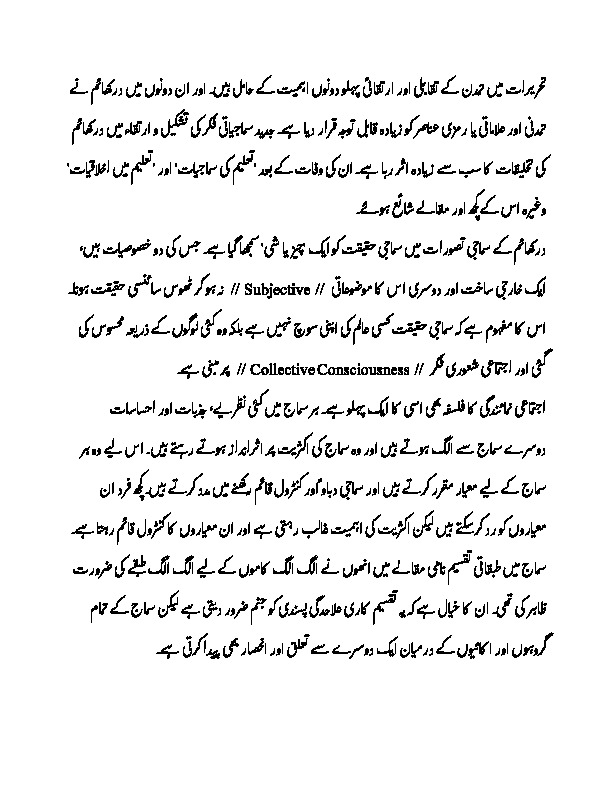 تحریرات میں تمدن کے تقابلی اور ارتقائی پہلو دونوں اہمیت کے حامل ہیں۔ اور ان دونوں میں درکھائم نے
تمدنی اور علاماتی یا رمزی عناصر کو زیادہ قابل توجہ قرار دیا ہے۔ جدید سماجیاتی فکر کی تشکیل و ارتقاء میں درکھائم
کی تخلیقات کا سب سے زیادہ اثر رہا ہے۔ ان کی وفات کے بعد 'تعلیم کی سماجیات' اور 'تعلیم میں اخلاقیات'
وغیرہ اس کے کچھ اور مقالے شائع ہوئے۔
درکھائم کے سماجی تصورات میں سماجی حقیقت کو ایک 'چیز یا شی' سمجھا گیا ہے۔ جس کی دو خصوصیات ہیں،
ایک خارجی ساخت اور دوسری اس کا موضوعاتی // Subjective // نہ ہو کر ٹھوس سائنسی حقیقت ہونا۔
اس کا مفہوم ہے کہ سماجی حقیقت کسی عالم کی اپنی سوچ نہیں ہے بلکہ وہ کئی لوگوں کے ذریعہ محسوس کی
گئی اور اجتماعی شعوری فکر // Collective Consciousness // پر مبنی ہے۔
اجتماعی نمائندگی کا فلسفہ بھی اسی کا ایک پہلو ہے۔ ہر سماج میں کئی نظریے، جذبات اور احساسات
دوسرے سماج سے الگ ہوتے ہیں اور وہ سماج کی اکثریت پر اثرانداز ہوتے رہتے ہیں۔ اس لیے وہ ہر
سماج کے لیے معیار مقرر کرتے ہیں اور سماجی دباؤ اور کنٹرول قائم رکھنے میں مدد کرتے ہیں۔ کچھ فرد ان
معیاروں کو رد کرسکتے ہیں لیکن اکثریت کی اہمیت غالب رہتی ہے اور ان معیاروں کا کنٹرول قائم رہتا ہے۔
سماج میں طبقاتی تقسیم نامی مقالے میں انھوں نے الگ الگ کاموں کے لیے الگ الگ طبقے کی ضرورت
ظاہر کی تھی۔ ان کا خیال ہے کہ یہ تقسیم کاری علاحدگی پسندی کو جنم ضرور دیتی ہے لیکن سماج کے تمام
گروہوں اور اکائیوں کے درمیان ایک دوسرے سے تعلق اور انحصار بھی پیدا کرتی ہے۔